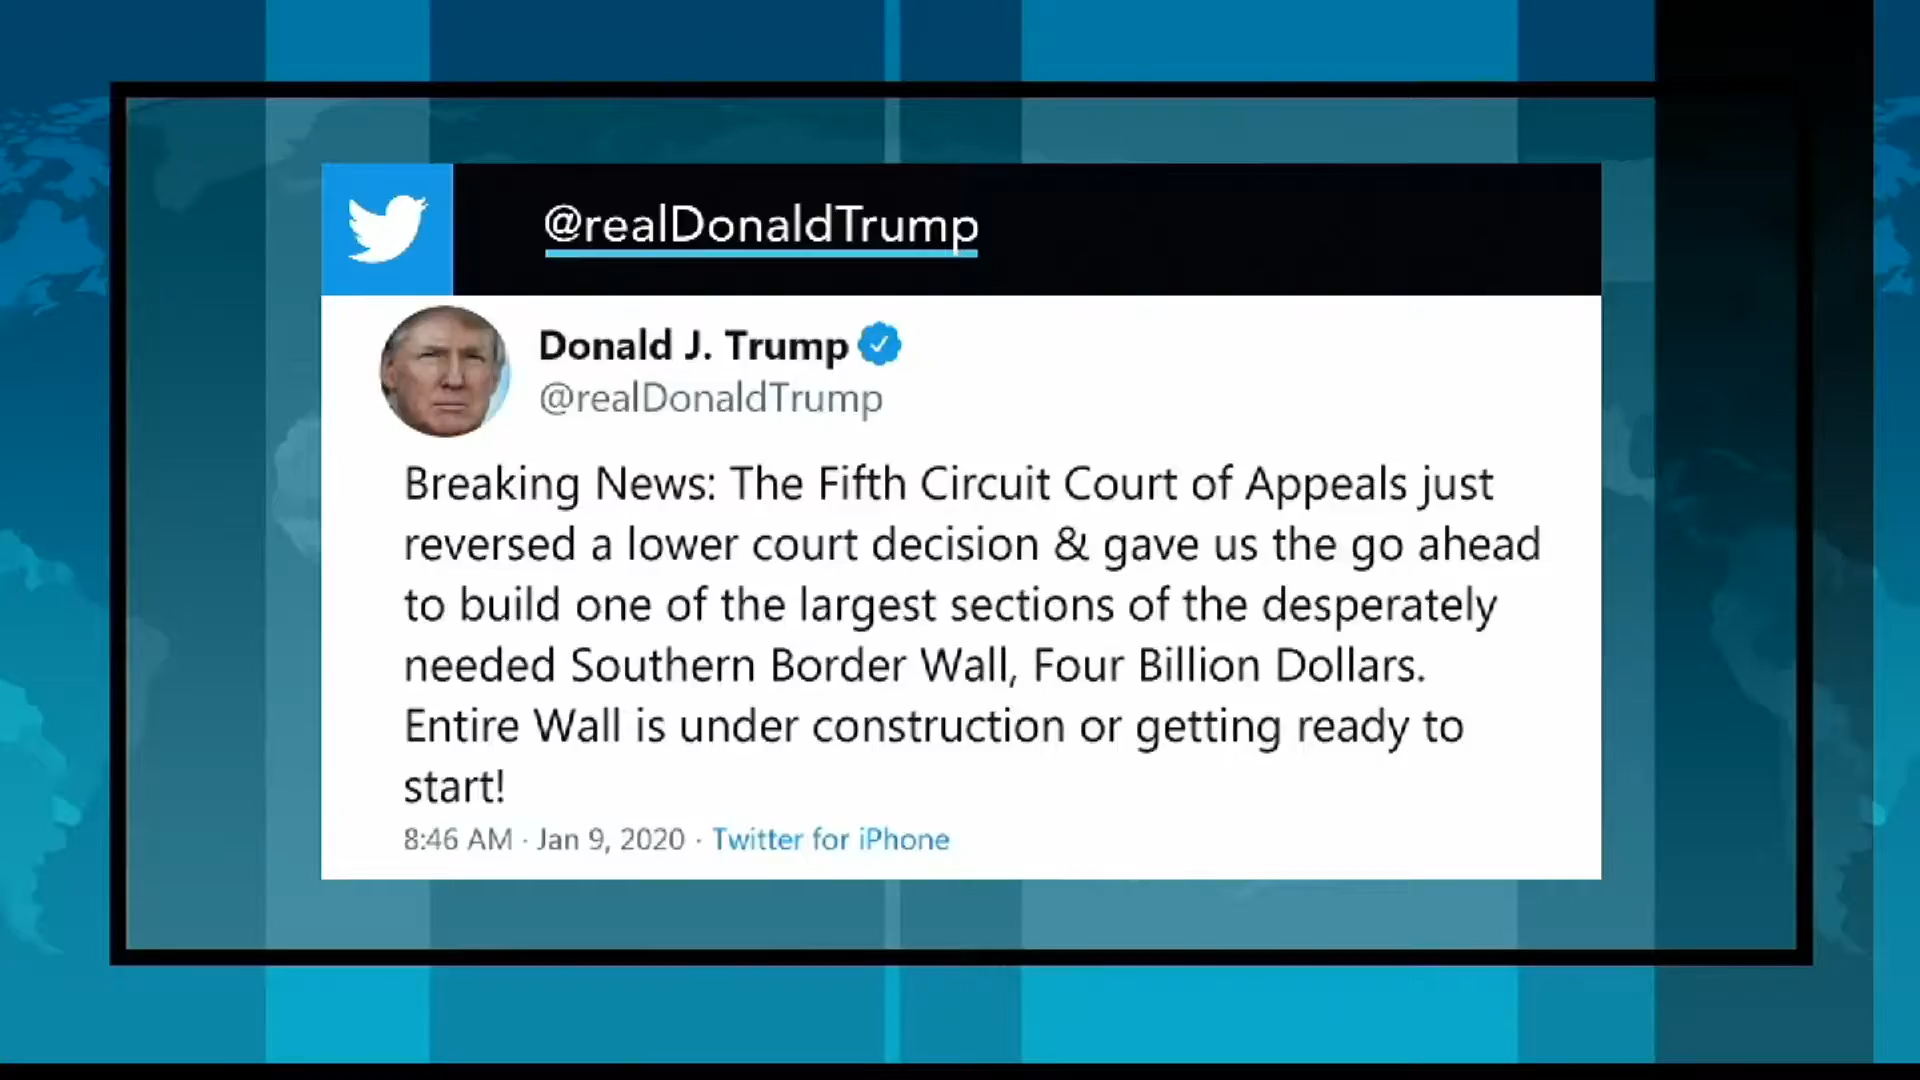 @realDonaldTrump
Donald J. Trump
@realDonaldTrump
Breaking News: The Fifth Circuit Court of Appeals just
reversed a lower court decision & gave us the go ahead
to build one of the largest sections of the desperately
needed Southern Border Wall, Four Billion Dollars.
Entire Wall is under construction or getting ready to
start!
8:46 AM · Jan 9, 2020 · Twitter for iPhone